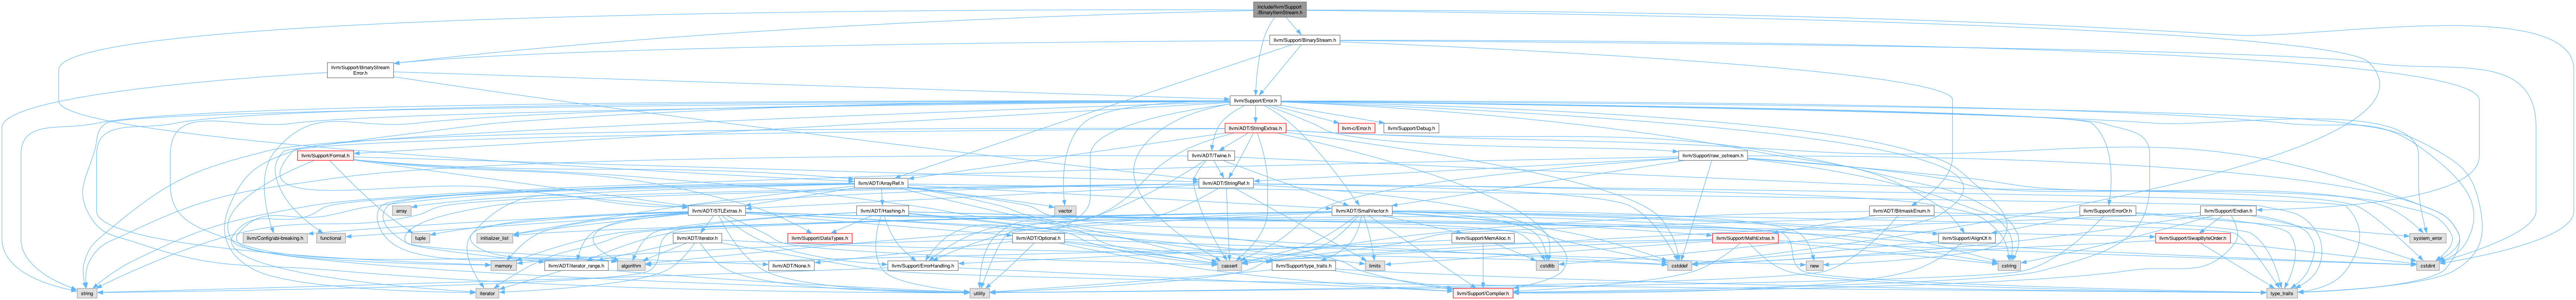 include/llvm/Support
/BinaryItemStream.h
llvm/Support/BinaryStream.h
llvm/Support/BinaryStream
Error.h
llvm/Support/Error.h
llvm/ADT/StringExtras.h
llvm-c/Error.h
llvm/Support/Debug.h
llvm/Support/Format.h
llvm/ADT/Twine.h
llvm/Support/raw_ostream.h
llvm/ADT/ArrayRef.h
llvm/ADT/StringRef.h
array
llvm/ADT/STLExtras.h
llvm/ADT/Hashing.h
vector
llvm/ADT/SmallVector.h
llvm/ADT/BitmaskEnum.h
llvm/Support/ErrorOr.h
llvm/Support/Endian.h
llvm/Config/abi-breaking.h
functional
tuple
initializer_list
llvm/ADT/iterator.h
llvm/Support/DataTypes.h
llvm/ADT/Optional.h
llvm/Support/MemAlloc.h
llvm/Support/MathExtras.h
llvm/Support/AlignOf.h
llvm/Support/SwapByteOrder.h
system_error
memory
llvm/ADT/iterator_range.h
algorithm
llvm/ADT/None.h
llvm/Support/ErrorHandling.h
cassert
llvm/Support/type_traits.h
limits
cstdlib
cstddef
new
cstring
cstdint
string
iterator
utility
llvm/Support/Compiler.h
type_traits